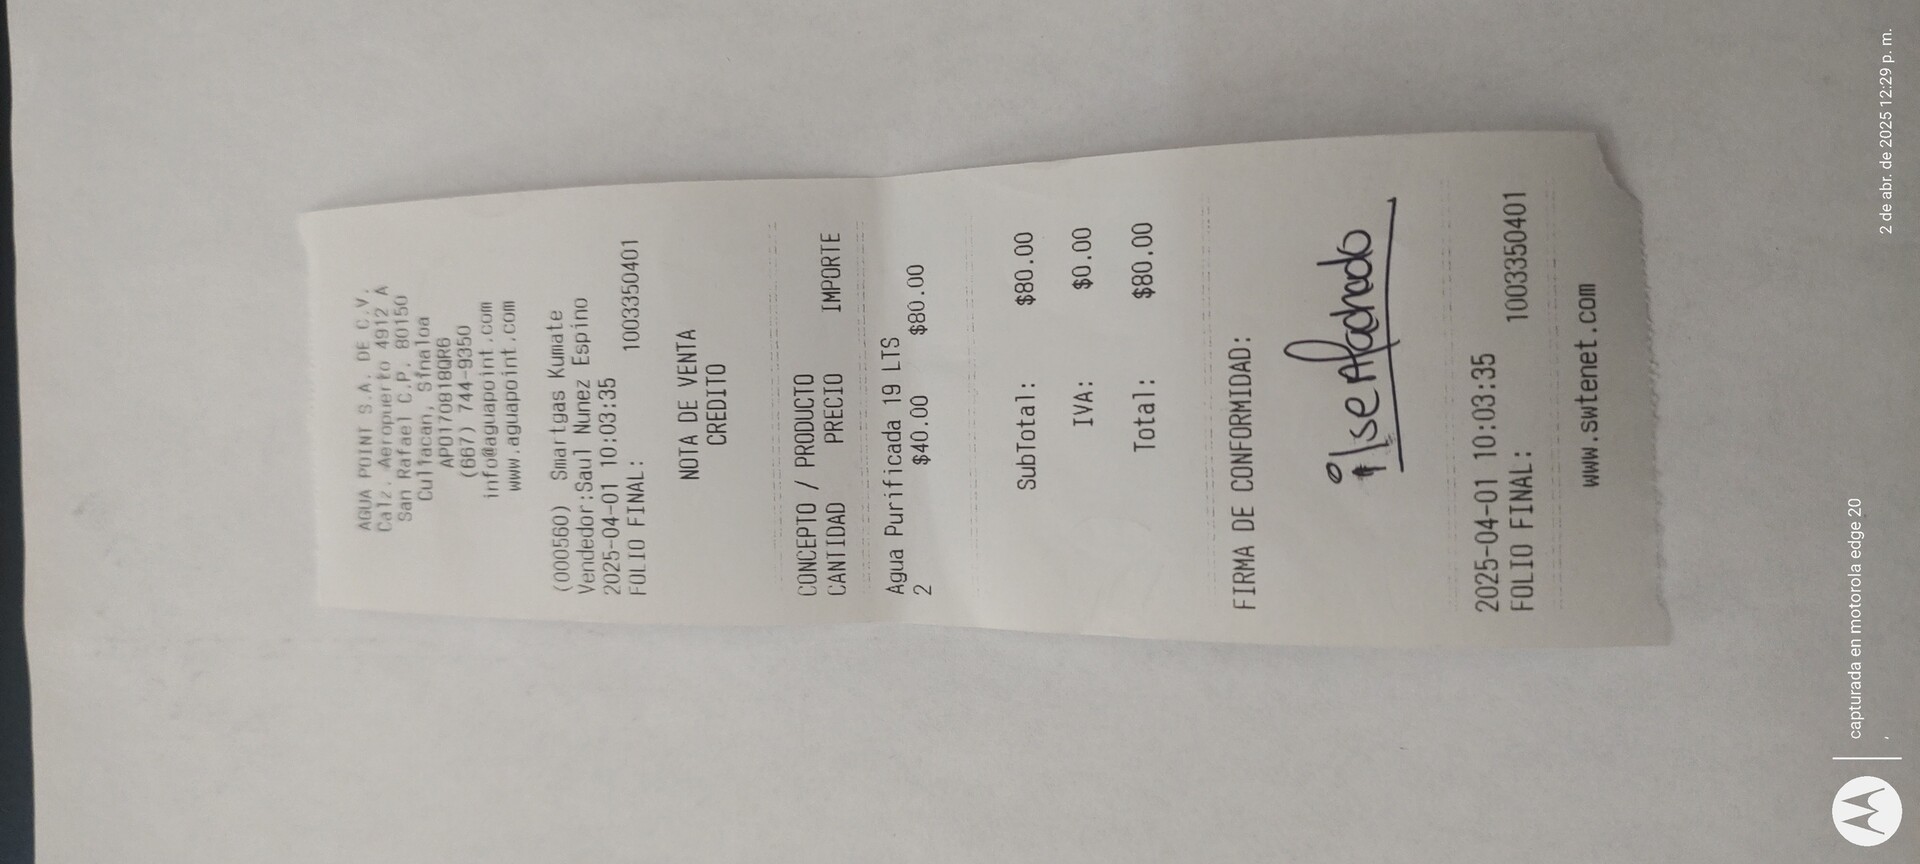 AGUA POINT S.A. DE C.V.
Calz. Aeropuerto 4912 A
San Rafael C.P. 80150
Culiacan, Sinaloa
APO170818QR6
(667) 744-9350
info@aguapoint.com
www.aguapoint.com
(000560) Smartgas Kumate
Vendedor:Saul Nunez Espino
2025-04-01 10:03:35
FOLIO FINAL: 1003350401
NOTA DE VENTA
CREDITO
CONCEPTO / PRODUCTO
CANTIDAD PRECIO IMPORTE
Agua Purificada 19 LTS
2 $40.00 $80.00
SubTotal: $80.00
IVA: $0.00
Total: $80.00
FIRMA DE CONFORMIDAD:
ilse Machado
2025-04-01 10:03:35
FOLIO FINAL: 1003350401
www.swtenet.com
capturada en motorola edge 20
,
2 de abr. de 2025 12:29 p. m.